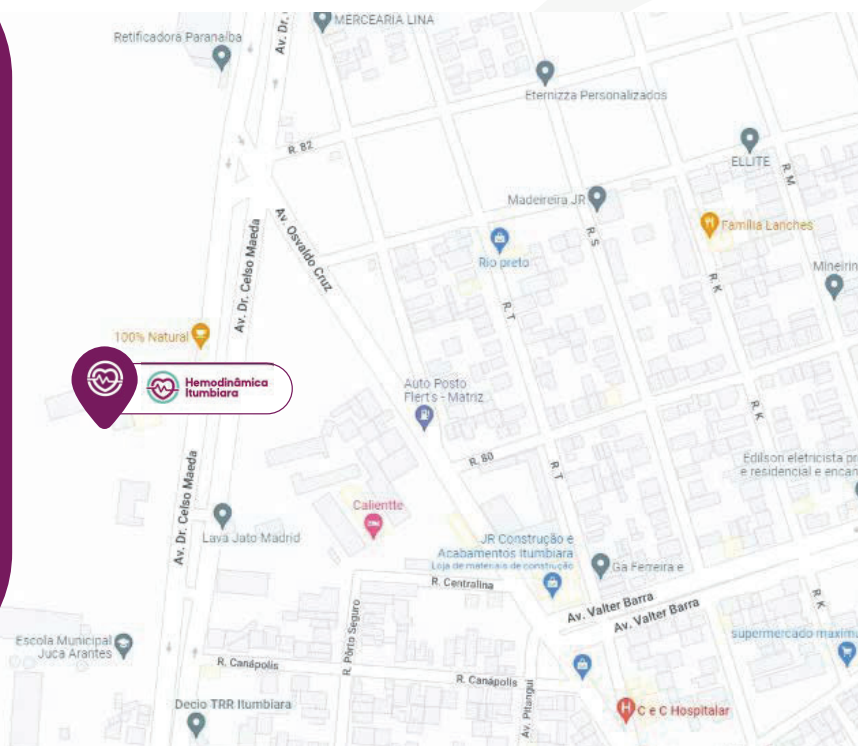 MERCEARIA LINA
Retificadora Paranaíba
Av. Dr.
Eternizza Personalizados
R. 82
ELLITE
R. M
Madeireira JR
Av. Osvaldo Cruz
Av. Dr. Celso Maeda
R. S
Família Lanches
Rio preto
R. K
Mineirin
R. T
100% Natural
Hemodinâmica
Itumbiara
Auto Posto
Flert's - Matriz
R. K
R. 80
R. T
Edilson eletricista pr
e residencial e encan
Av. Dr. Celso Maeda
Calientte
Lava Jato Madrid
JR Construção e
Acabamentos Itumbiara
Loja de materiais de construção
Ga Ferreira e
R. Centralina
Av. Valter Barra
Av. Valter Barra
R. K
R. Pôrto Seguro
Escola Municipal
Juca Arantes
supermercado maximu
R. Canápolis
R. Canápolis
Av. Pitangui
Decio TRR Itumbiara
H
C e C Hospitalar